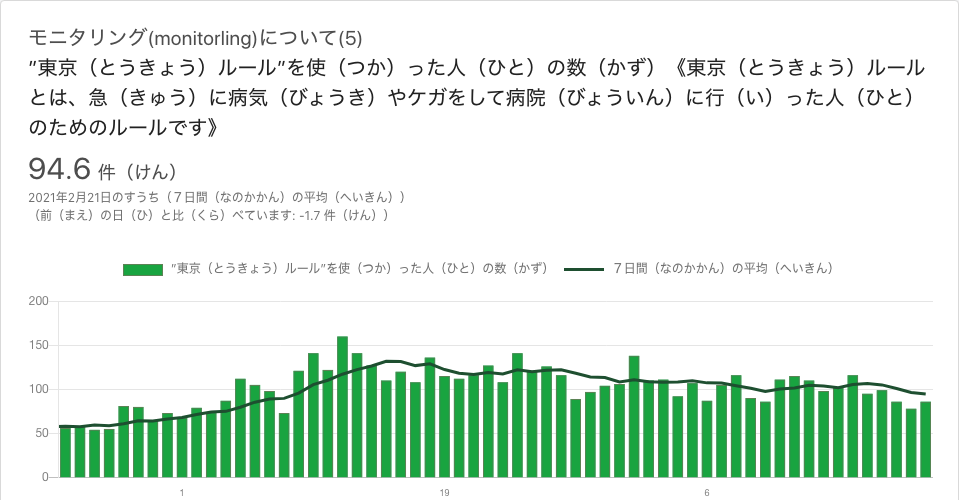 モニタリング(monitorling)について(5)
”東京（とうきょう）ルール”を使（つか）った人（ひと）の数（かず）《東京（とうきょう）ルール
とは、急（きゅう）に病気（びょうき）やケガをして病院（びょういん）に行（い）った人（ひと）
のためのルールです》
94.6 件（けん）
2021年2月21日のすうち（７日間（なのかかん）の平均（へいきん））
（前（まえ）の日（ひ）と比（くら）べています: -1.7 件（けん））
”東京（とうきょう）ルール”を使（つか）った人（ひと）の数（かず） ７日間（なのかかん）の平均（へいきん）
200
150
100
50
0
1 19 6